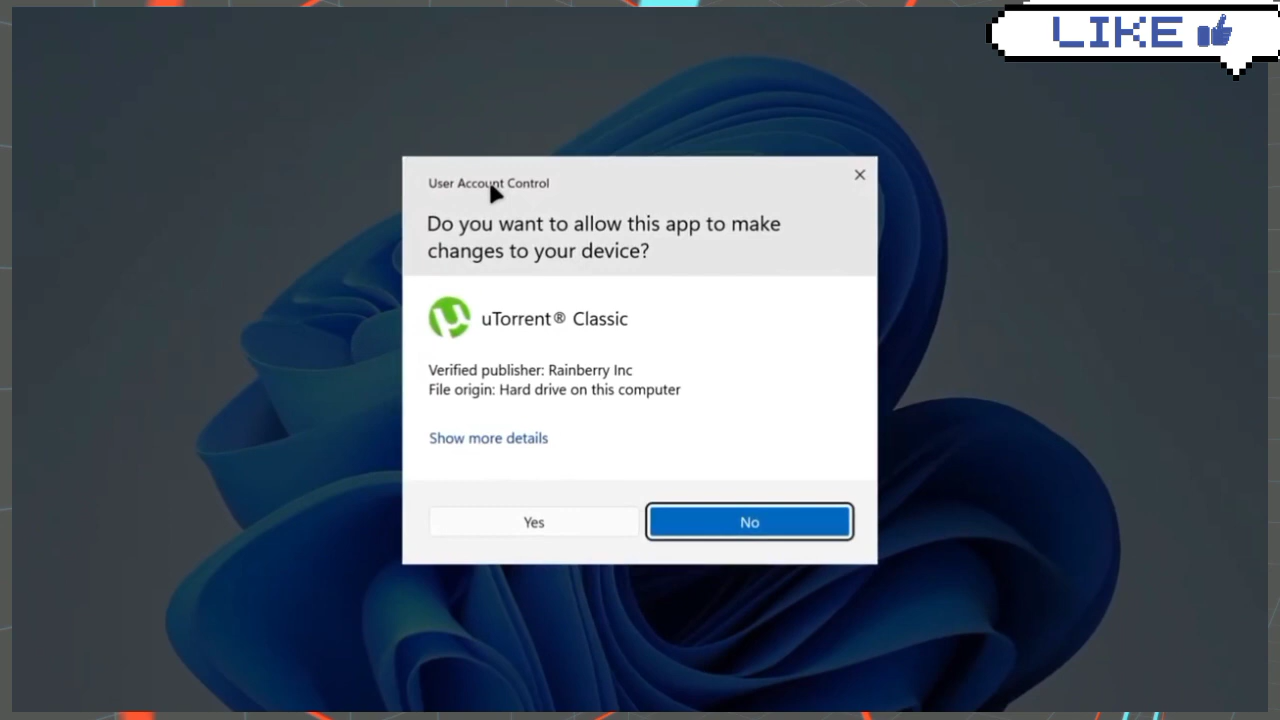 LIKE
User Account Control
Do you want to allow this app to make
changes to your device?
uTorrent® Classic
Verified publisher: Rainberry Inc
File origin: Hard drive on this computer
Show more details
Yes
No